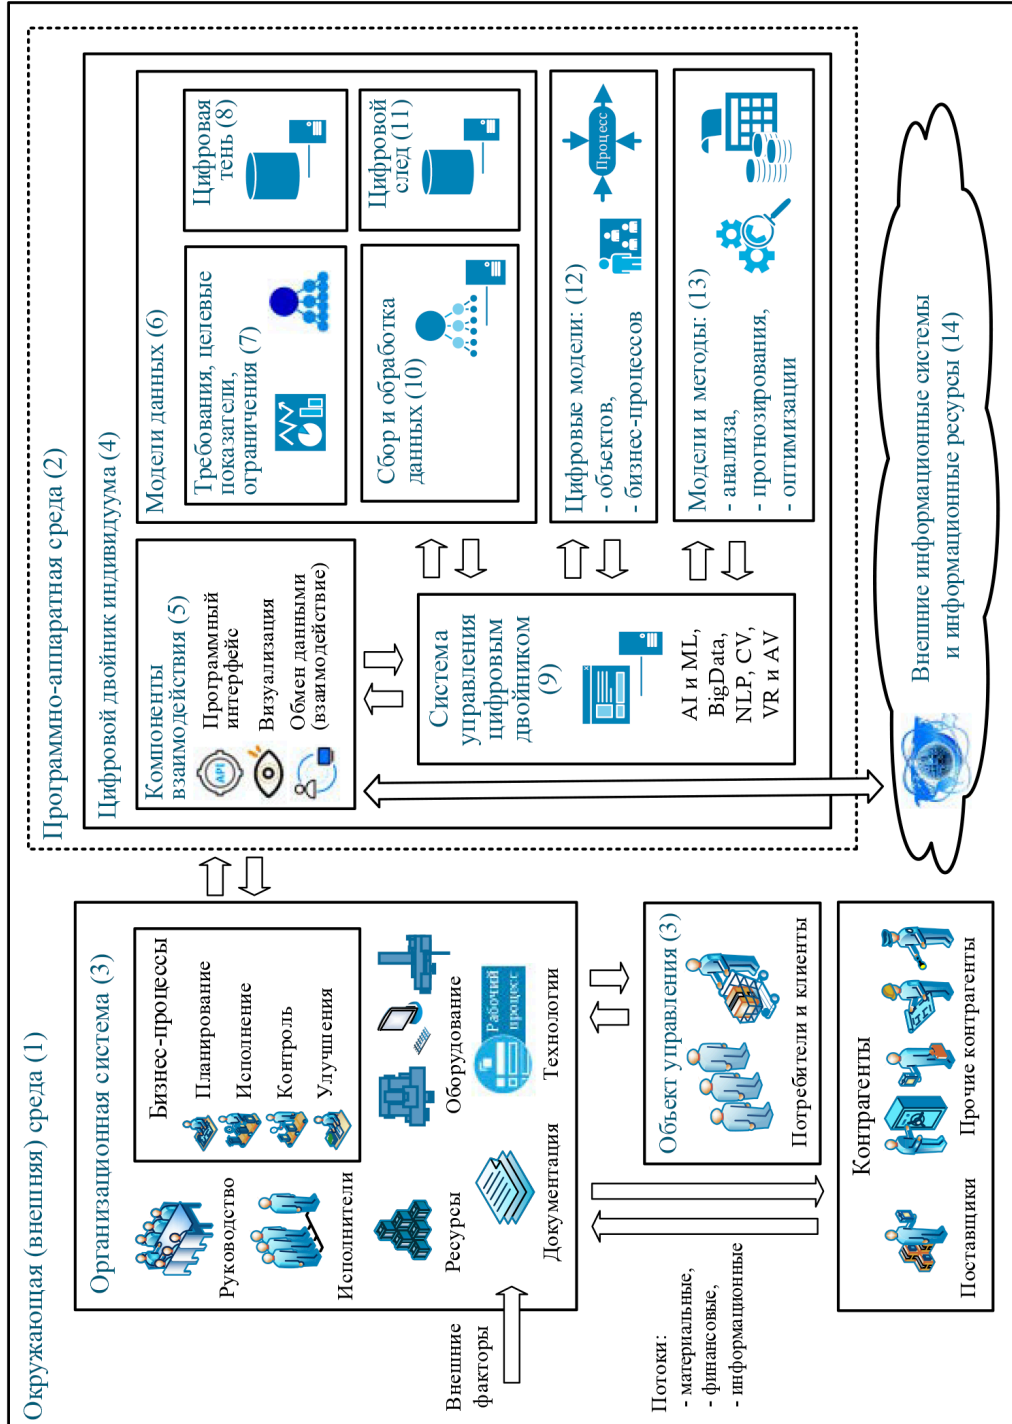 Окружающая (внешняя) среда (1)
Организационная система (3)
Руководство
Исполнители
Бизнес-процессы
Планирование
Исполнение
Контроль
Улучшения
Ресурсы
Оборудование
Документация
Рабочий
процесс
Технологии
Внешние
факторы
Потоки:
- материальные,
- финансовые,
- информационные
Объект управления (3)
Потребители и клиенты
Контрагенты
Поставщики
Прочие контрагенты
Программно-аппаратная среда (2)
Цифровой двойник индивидуума (4)
Компоненты
взаимодействия (5)
API
Программный
интерфейс
Визуализация
Обмен данными
(взаимодействие)
Модели данных (6)
Требования, целевые
показатели,
ограничения (7)
Цифровая
тень (8)
Сбор и обработка
данных (10)
Цифровой
след (11)
Система
управления
цифровым
двойником
(9)
AI и ML,
BigData,
NLP, CV,
VR и AV
Цифровые модели: (12)
- объектов,
- бизнес-процессов
Процесс
Модели и методы: (13)
- анализа,
- прогнозирования,
- оптимизации
Внешние информационные системы
и информационные ресурсы (14)